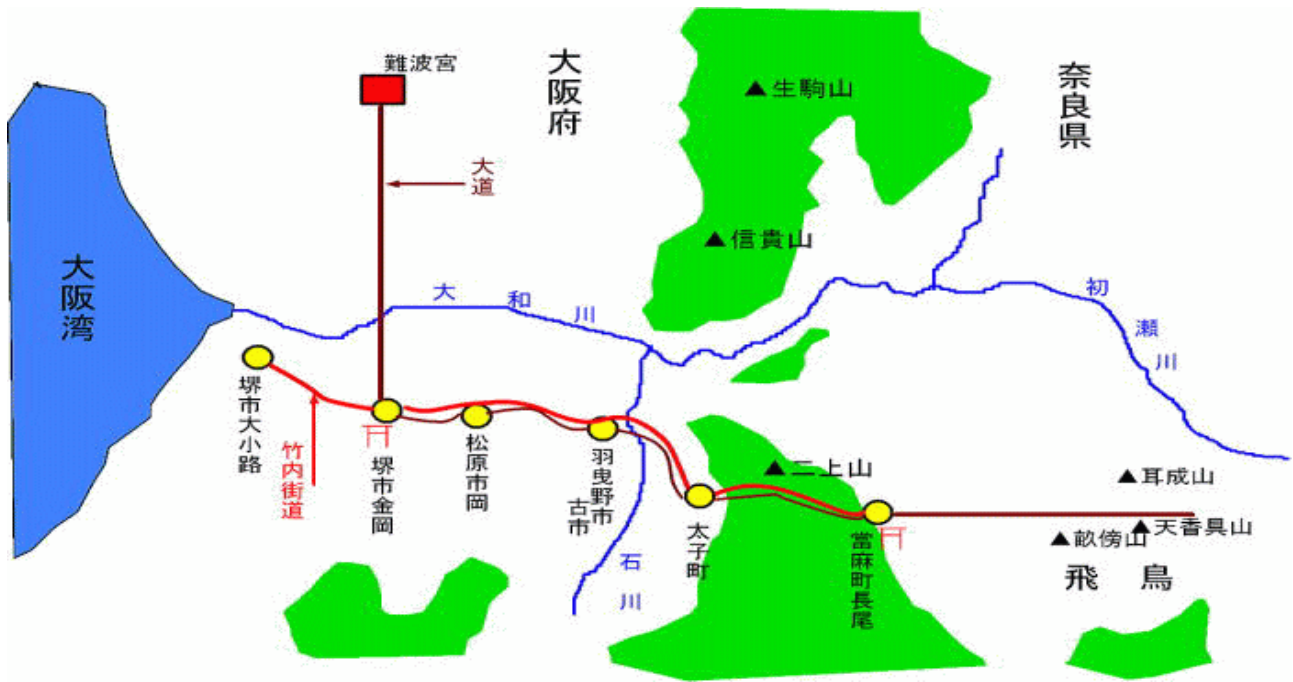 難波宮
大阪府
生駒山
奈良県
大道
信貴山
大阪湾
大和川
初瀬川
堺市大小路
竹内街道
堺市金岡
松原市岡
羽曳野市
古市
二上山
太子町
石川
當麻町長尾
耳成山
天香具山
畝傍山
飛鳥